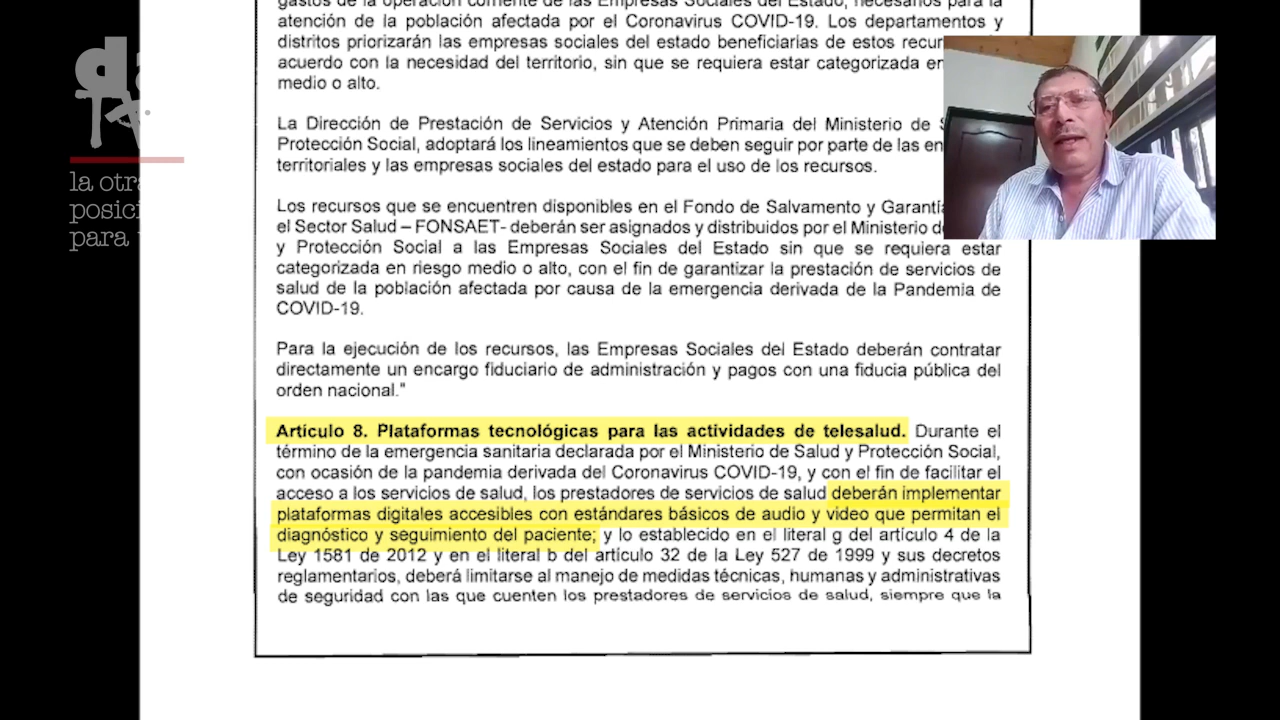 gastos de la operación corriente de las Empresas Sociales del Estado, necesarios para la
atención de la población afectada por el Coronavirus COVID-19. Los departamentos y
distritos priorizarán las empresas sociales del estado beneficiarias de estos
acuerdo con la necesidad del territorio, sin que se requiera estar categorizada en
medio o alto.
La Dirección de Prestación de Servicios y Atención Primaria del Ministerio de
Protección Social, adoptará los lineamientos que se deben seguir por parte de las
territoriales y las empresas sociales del estado para el uso de los recursos.
Los recursos que se encuentren disponibles en el Fondo de Salvamento y
el Sector Salud – FONSAET- deberán ser asignados y distribuidos por el Ministerio
y Protección Social a las Empresas Sociales del Estado sin que se requiera estar
categorizada en riesgo medio o alto, con el fin de garantizar la prestación de servicios de
salud de la población afectada por causa de la emergencia derivada de la Pandemia de
COVID-19.
Para la ejecución de los recursos, las Empresas Sociales del Estado deberán contratar
directamente un encargo fiduciario de administración y pagos con una fiducia pública del
orden nacional."
Artículo 8. Plataformas tecnológicas para las actividades de telesalud. Durante el
término de la emergencia sanitaria declarada por el Ministerio de Salud y Protección Social,
con ocasión de la pandemia derivada del Coronavirus COVID-19, y con el fin de facilitar el
acceso a los servicios de salud, los prestadores de servicios de salud deberán implementar
plataformas digitales accesibles con estándares básicos de audio y video que permitan el
diagnóstico y seguimiento del paciente; y lo establecido en el literal g del artículo 4 de la
Ley 1581 de 2012 y en el literal b del artículo 32 de la Ley 527 de 1999 y sus decretos
reglamentarios, deberá limitarse al manejo de medidas técnicas, humanas y administrativas
de seguridad con las que cuenten los prestadores de servicios de salud, siempre que la
la
para